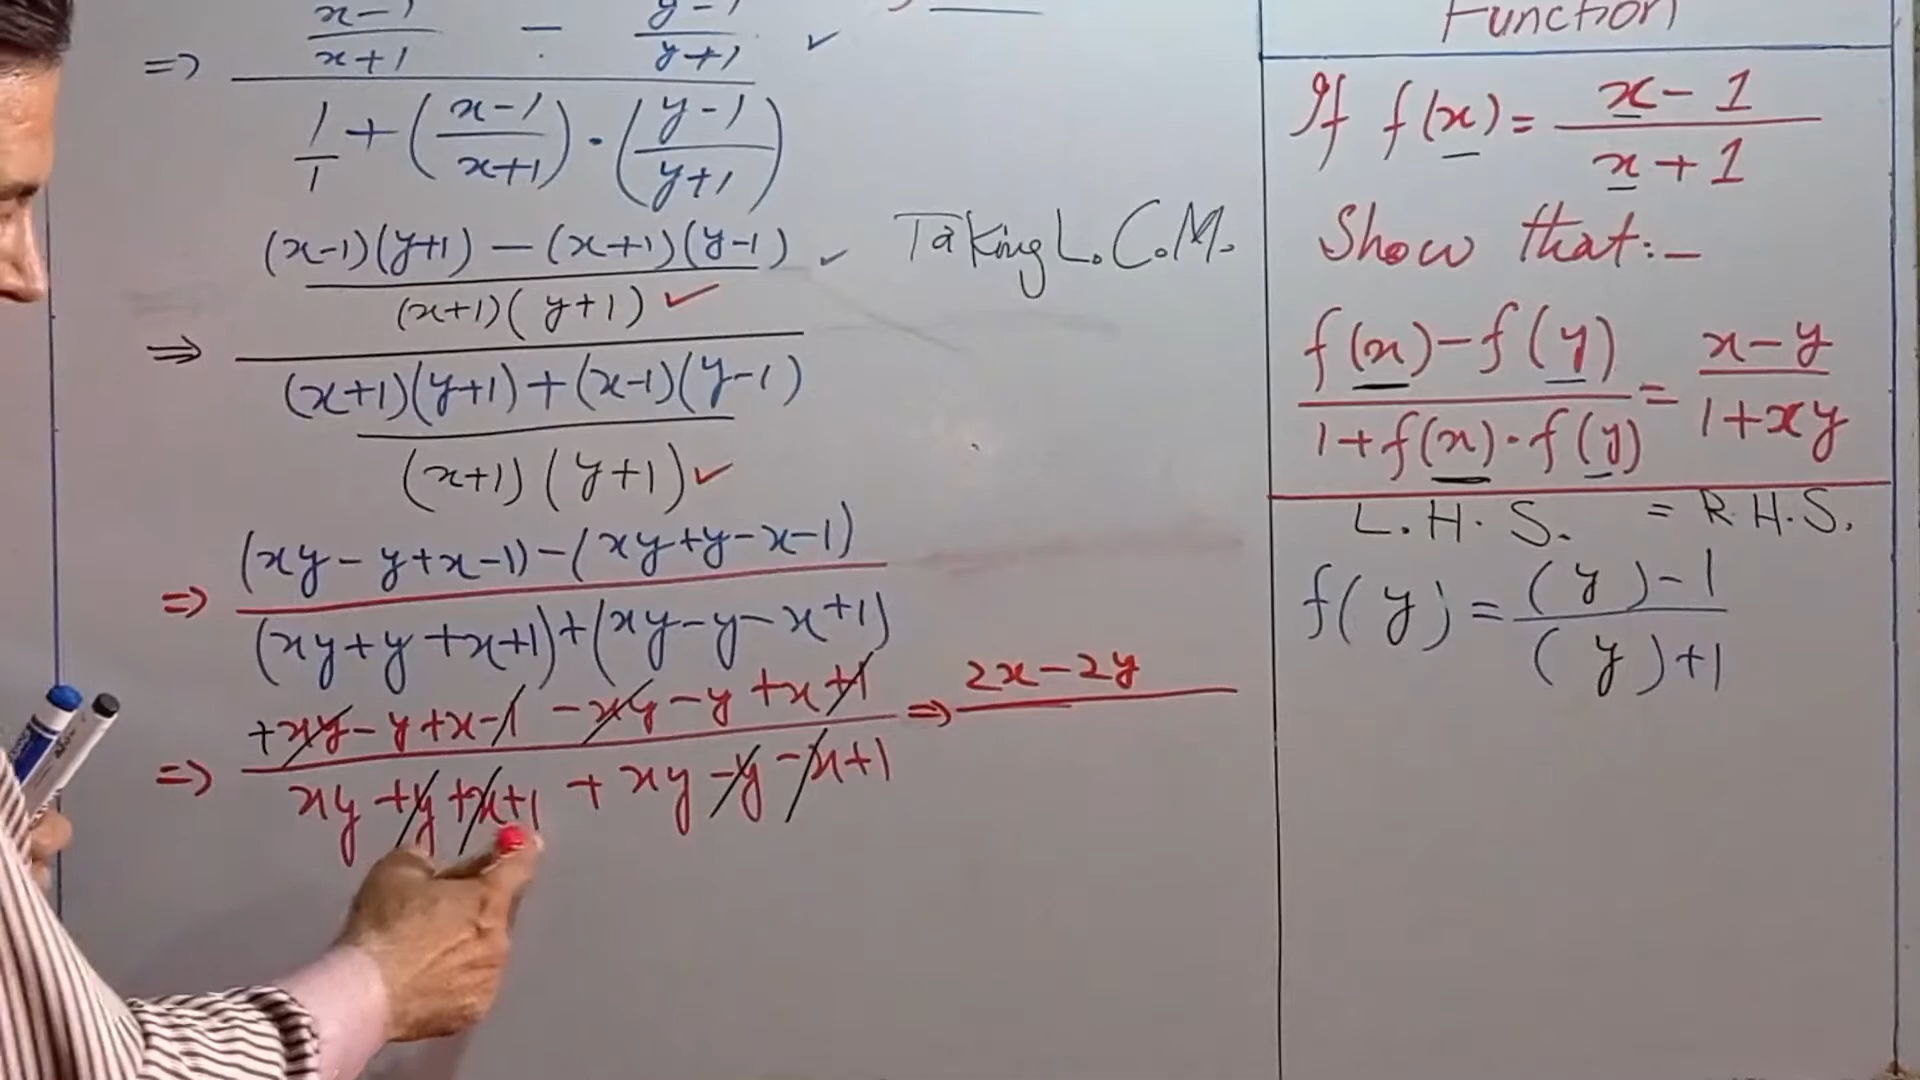 x-1 / x+1 - y-1 / y+1 ✓
=>
1/1 + (x-1 / x+1) · (y-1 / y+1)
(x-1)(y+1) - (x+1)(y-1) ✓ Taking L.C.M.
(x+1)(y+1) ✓
=>
(x+1)(y+1) + (x-1)(y-1)
(x+1)(y+1) ✓
(xy-y+x-1)-(xy+y-x-1)
=>
(xy+y+x+1)+(xy-y-x+1)
+xy-y+x-1 -xy-y+x+1 => 2x-2y
=>
xy+y+x+1 + xy-y-x+1
Function
If f(x) = x-1 / x+1
Show that:-
f(x)-f(y) / 1+f(x)·f(y) = x-y / 1+xy
L.H.S. = R.H.S.
f(y) = (y)-1 / (y)+1